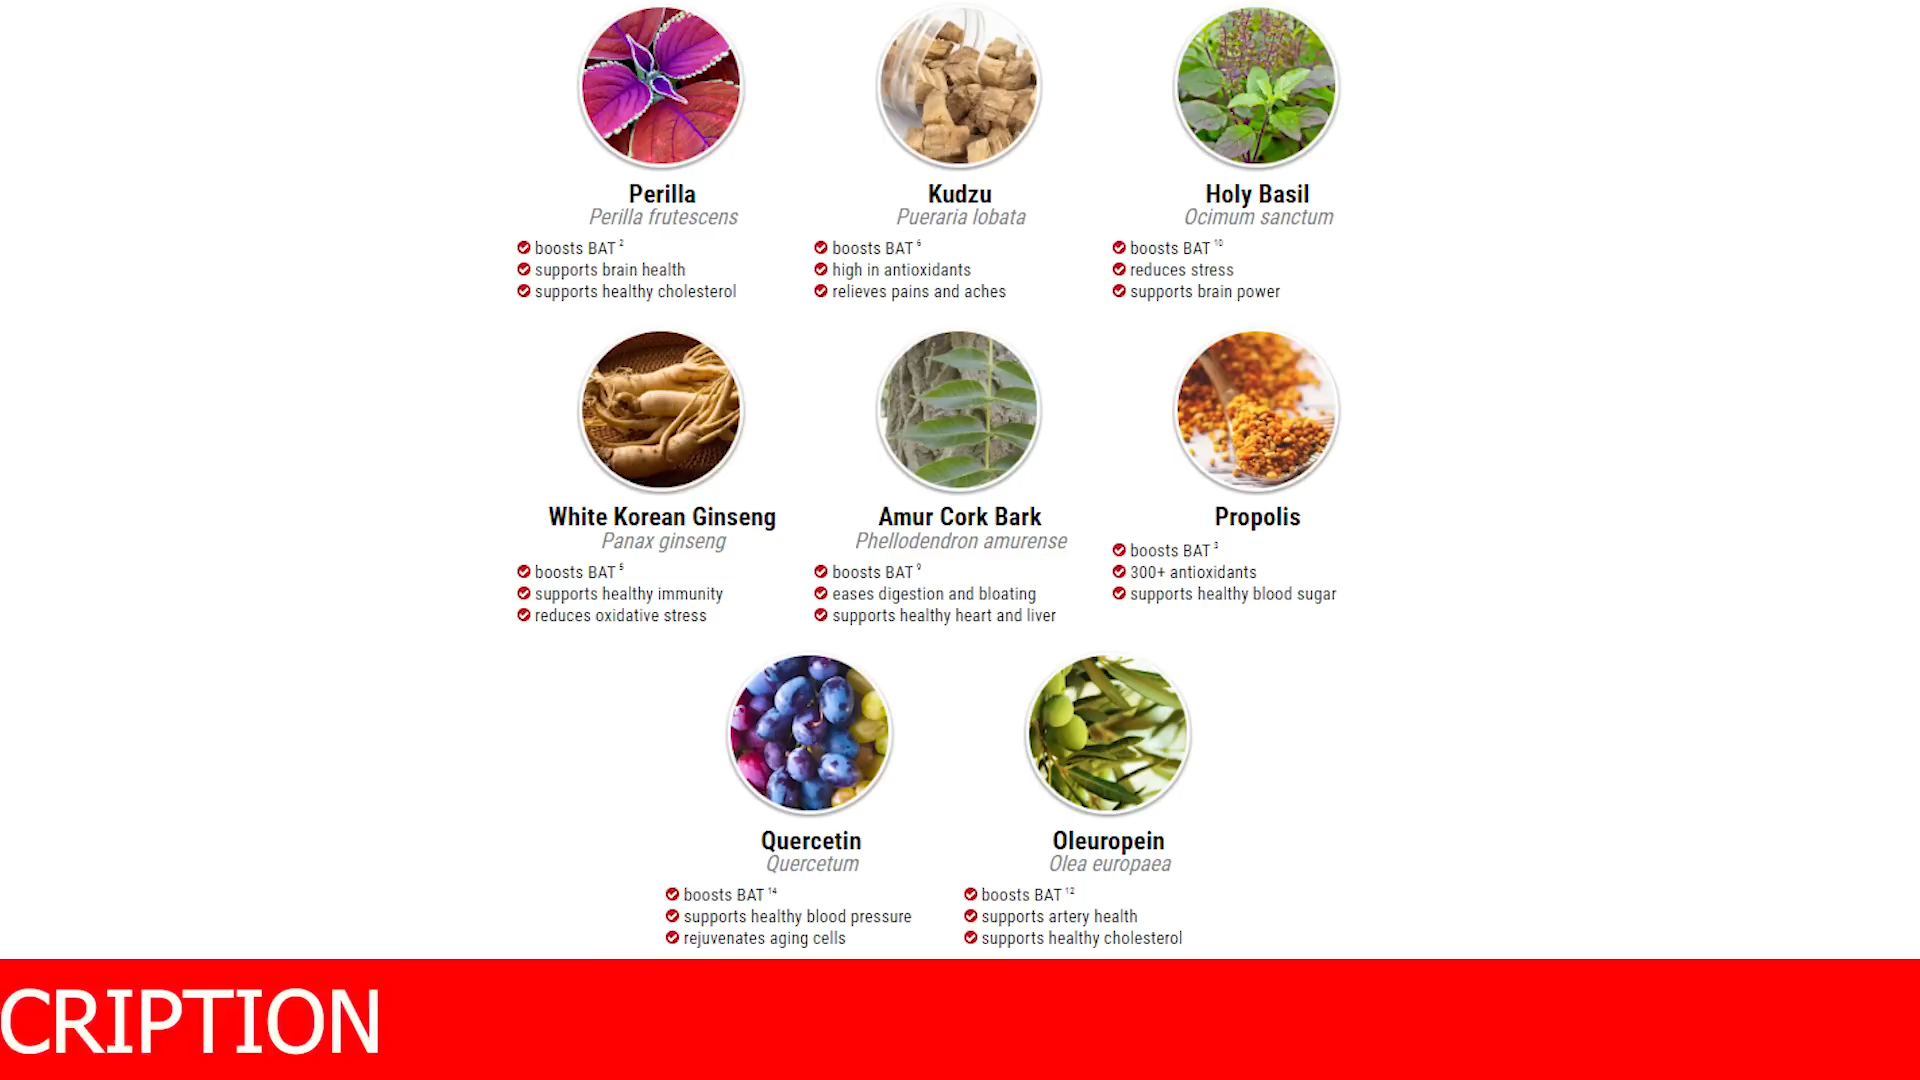 Perilla
Perilla frutescens
boosts BAT 2
supports brain health
supports healthy cholesterol
Kudzu
Pueraria lobata
boosts BAT 6
high in antioxidants
relieves pains and aches
Holy Basil
Ocimum sanctum
boosts BAT 10
reduces stress
supports brain power
White Korean Ginseng
Panax ginseng
boosts BAT 5
supports healthy immunity
reduces oxidative stress
Amur Cork Bark
Phellodendron amurense
boosts BAT 9
eases digestion and bloating
supports healthy heart and liver
Propolis
boosts BAT 3
300+ antioxidants
supports healthy blood sugar
Quercetin
Quercetum
boosts BAT 14
supports healthy blood pressure
rejuvenates aging cells
Oleuropein
Olea europaea
boosts BAT 12
supports artery health
supports healthy cholesterol
CRIPTION